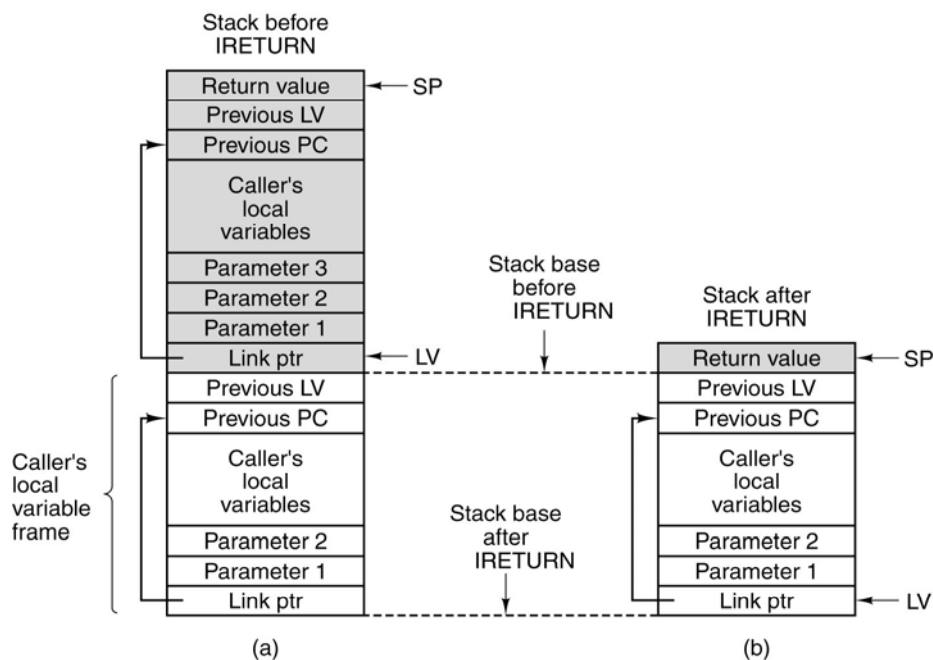 Stack before
IRETURN
Return value
SP
Previous LV
Previous PC
Caller's
local
variables
Parameter 3
Parameter 2
Parameter 1
Link ptr
LV
Previous LV
Previous PC
Caller's
local
variables
Parameter 2
Parameter 1
Link ptr
Caller's
local
variable
frame
(a)
Stack base
before
IRETURN
Stack base
after
IRETURN
Stack after
IRETURN
Return value
SP
Previous LV
Previous PC
Caller's
local
variables
Parameter 2
Parameter 1
Link ptr
LV
(b)